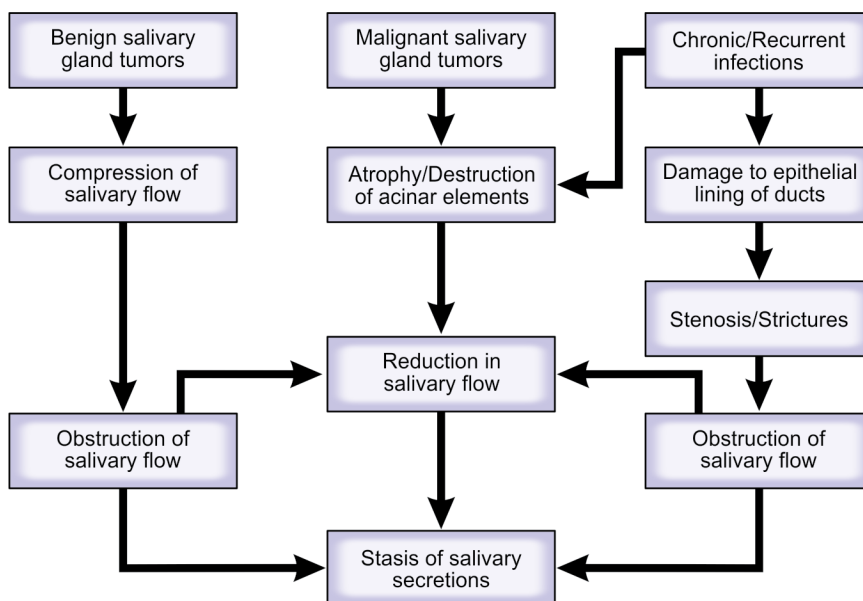 Benign salivary
gland tumors
Malignant salivary
gland tumors
Chronic/Recurrent
infections
Compression of
salivary flow
Atrophy/Destruction
of acinar elements
Damage to epithelial
lining of ducts
Stenosis/Strictures
Reduction in
salivary flow
Obstruction of
salivary flow
Obstruction of
salivary flow
Stasis of salivary
secretions